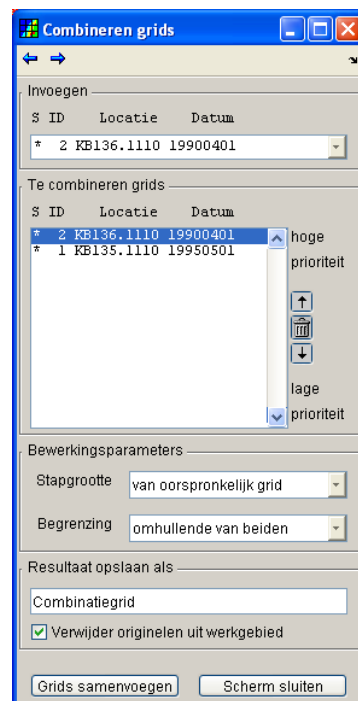 Combineren grids
Invoegen
S ID Locatie Datum
* 2 KB136.1110 19900401
Te combineren grids
S ID Locatie Datum
* 2 KB136.1110 19900401
* 1 KB135.1110 19950501
hoge
prioriteit
lage
prioriteit
Bewerkingsparameters
Stapgrootte van oorspronkelijk grid
Begrenzing omhullende van beiden
Resultaat opslaan als
Combinatiegrid
Verwijder originelen uit werkgebied
Grids samenvoegen Scherm sluiten